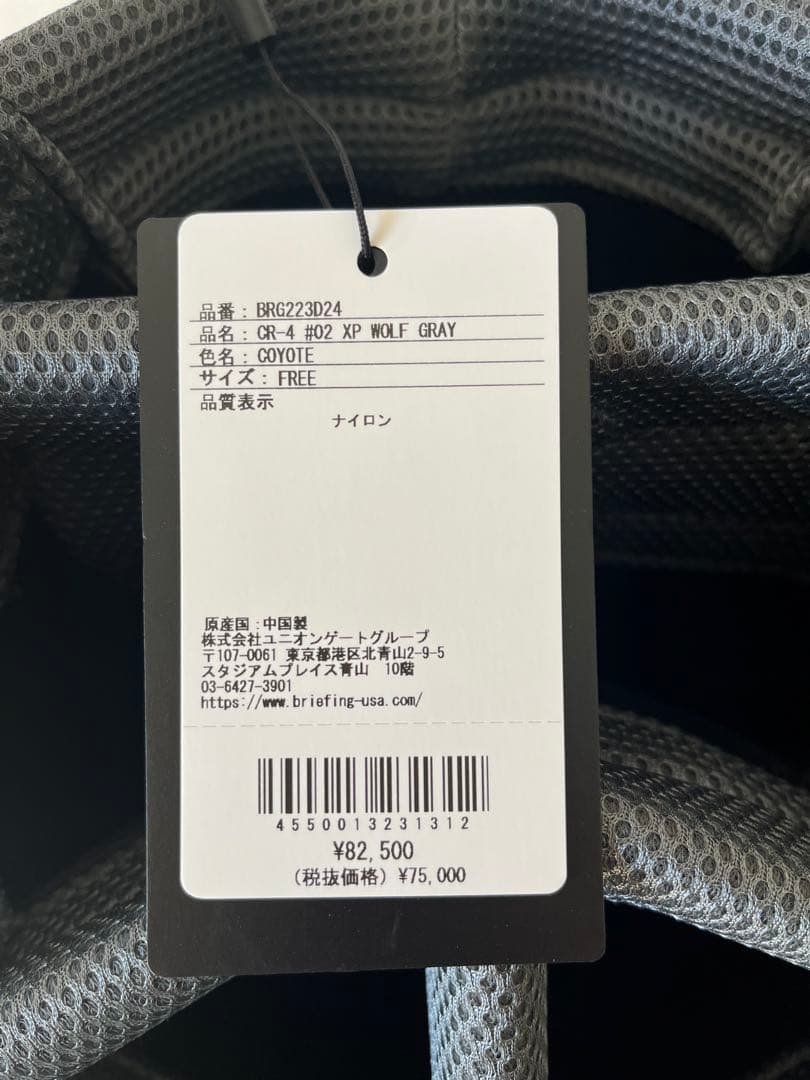 品番：BRG223D24
品名：CR-4 #02 XP WOLF GRAY
色名：COYOTE
サイズ：FREE
品質表示
ナイロン
原産国：中国製
株式会社ユニオンゲートグループ
〒107-0061 東京都港区北青山2-9-5
スタジアムプレイス青山　10階
03-6427-3901
https://www.briefing-usa.com/
4550013231312
¥82,500
(税抜価格) ¥75,000